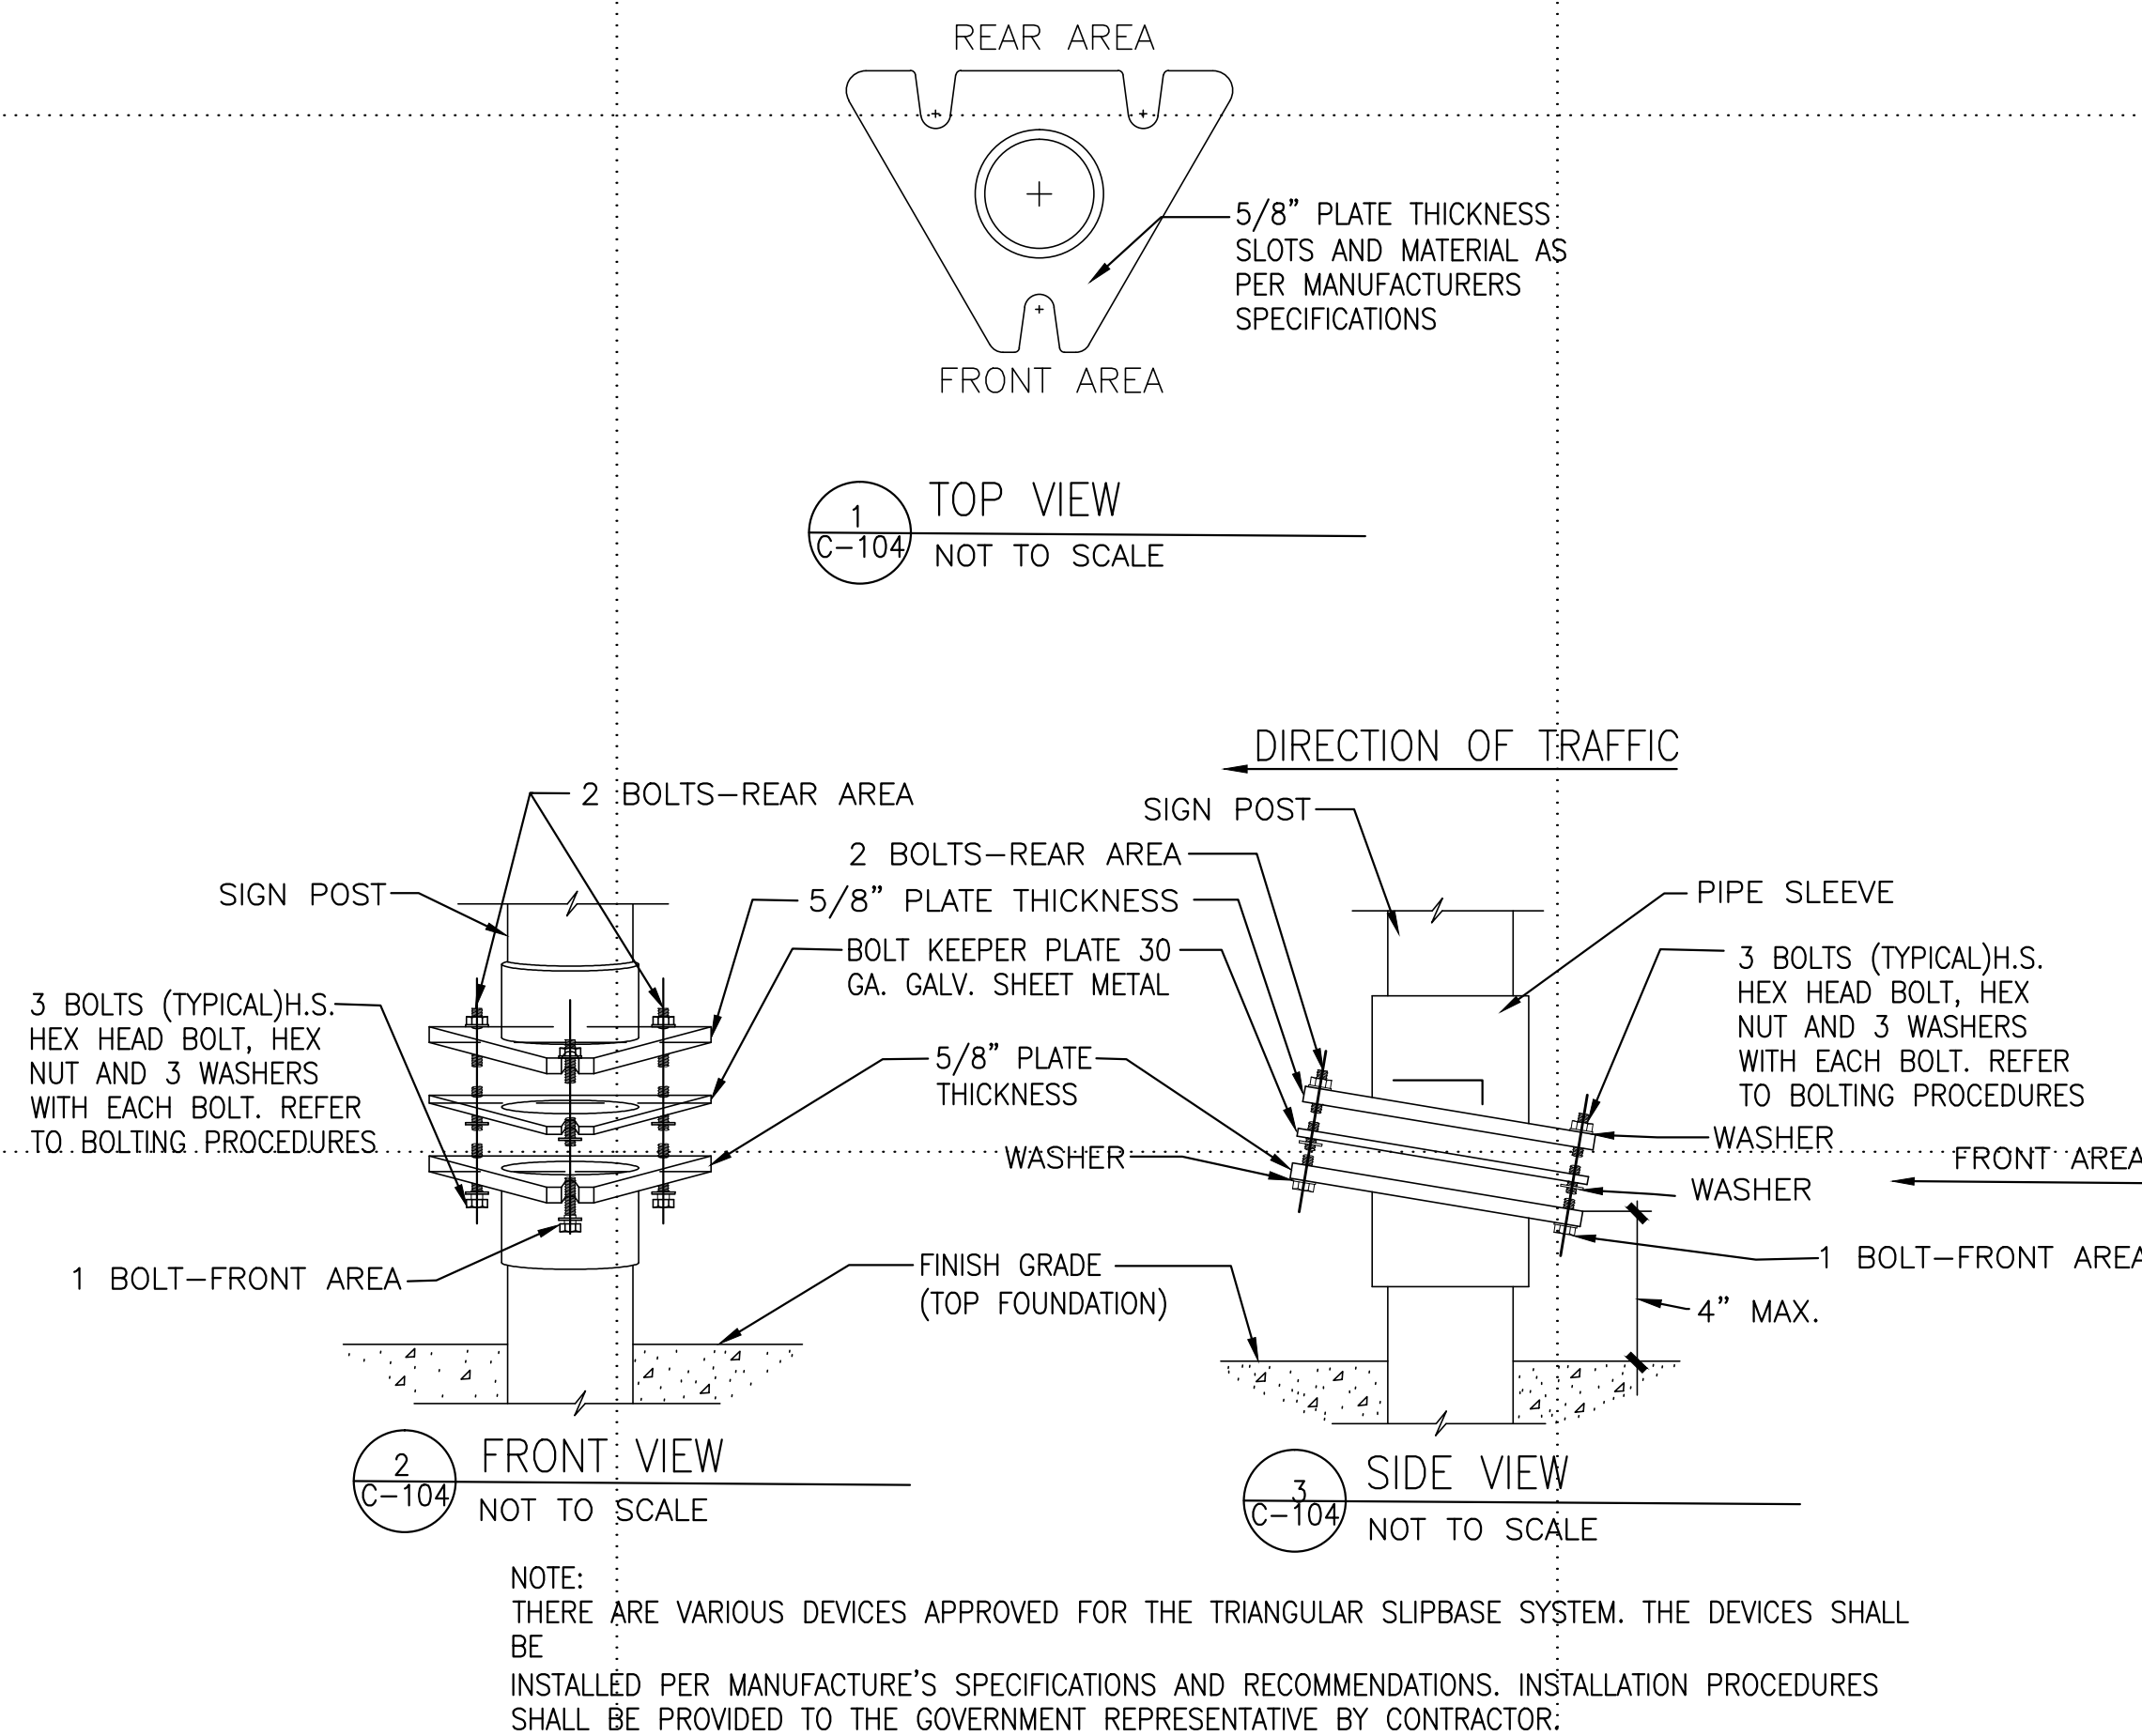 REAR AREA
5/8" PLATE THICKNESS
SLOTS AND MATERIAL AS
PER MANUFACTURERS
SPECIFICATIONS
FRONT AREA
1
C-104
TOP VIEW
NOT TO SCALE
2 BOLTS-REAR AREA
SIGN POST
3 BOLTS (TYPICAL)H.S.
HEX HEAD BOLT, HEX
NUT AND 3 WASHERS
WITH EACH BOLT. REFER
TO BOLTING PROCEDURES
1 BOLT-FRONT AREA
DIRECTION OF TRAFFIC
SIGN POST
2 BOLTS-REAR AREA
5/8" PLATE THICKNESS
BOLT KEEPER PLATE 30
GA. GALV. SHEET METAL
5/8" PLATE
THICKNESS
WASHER
FINISH GRADE
(TOP FOUNDATION)
PIPE SLEEVE
3 BOLTS (TYPICAL)H.S.
HEX HEAD BOLT, HEX
NUT AND 3 WASHERS
WITH EACH BOLT. REFER
TO BOLTING PROCEDURES
WASHER
FRONT AREA
WASHER
1 BOLT-FRONT AREA
4" MAX.
2
C-104
FRONT VIEW
NOT TO SCALE
3
C-104
SIDE VIEW
NOT TO SCALE
NOTE:
THERE ARE VARIOUS DEVICES APPROVED FOR THE TRIANGULAR SLIPBASE SYSTEM. THE DEVICES SHALL
BE
INSTALLED PER MANUFACTURE'S SPECIFICATIONS AND RECOMMENDATIONS. INSTALLATION PROCEDURES
SHALL BE PROVIDED TO THE GOVERNMENT REPRESENTATIVE BY CONTRACTOR.